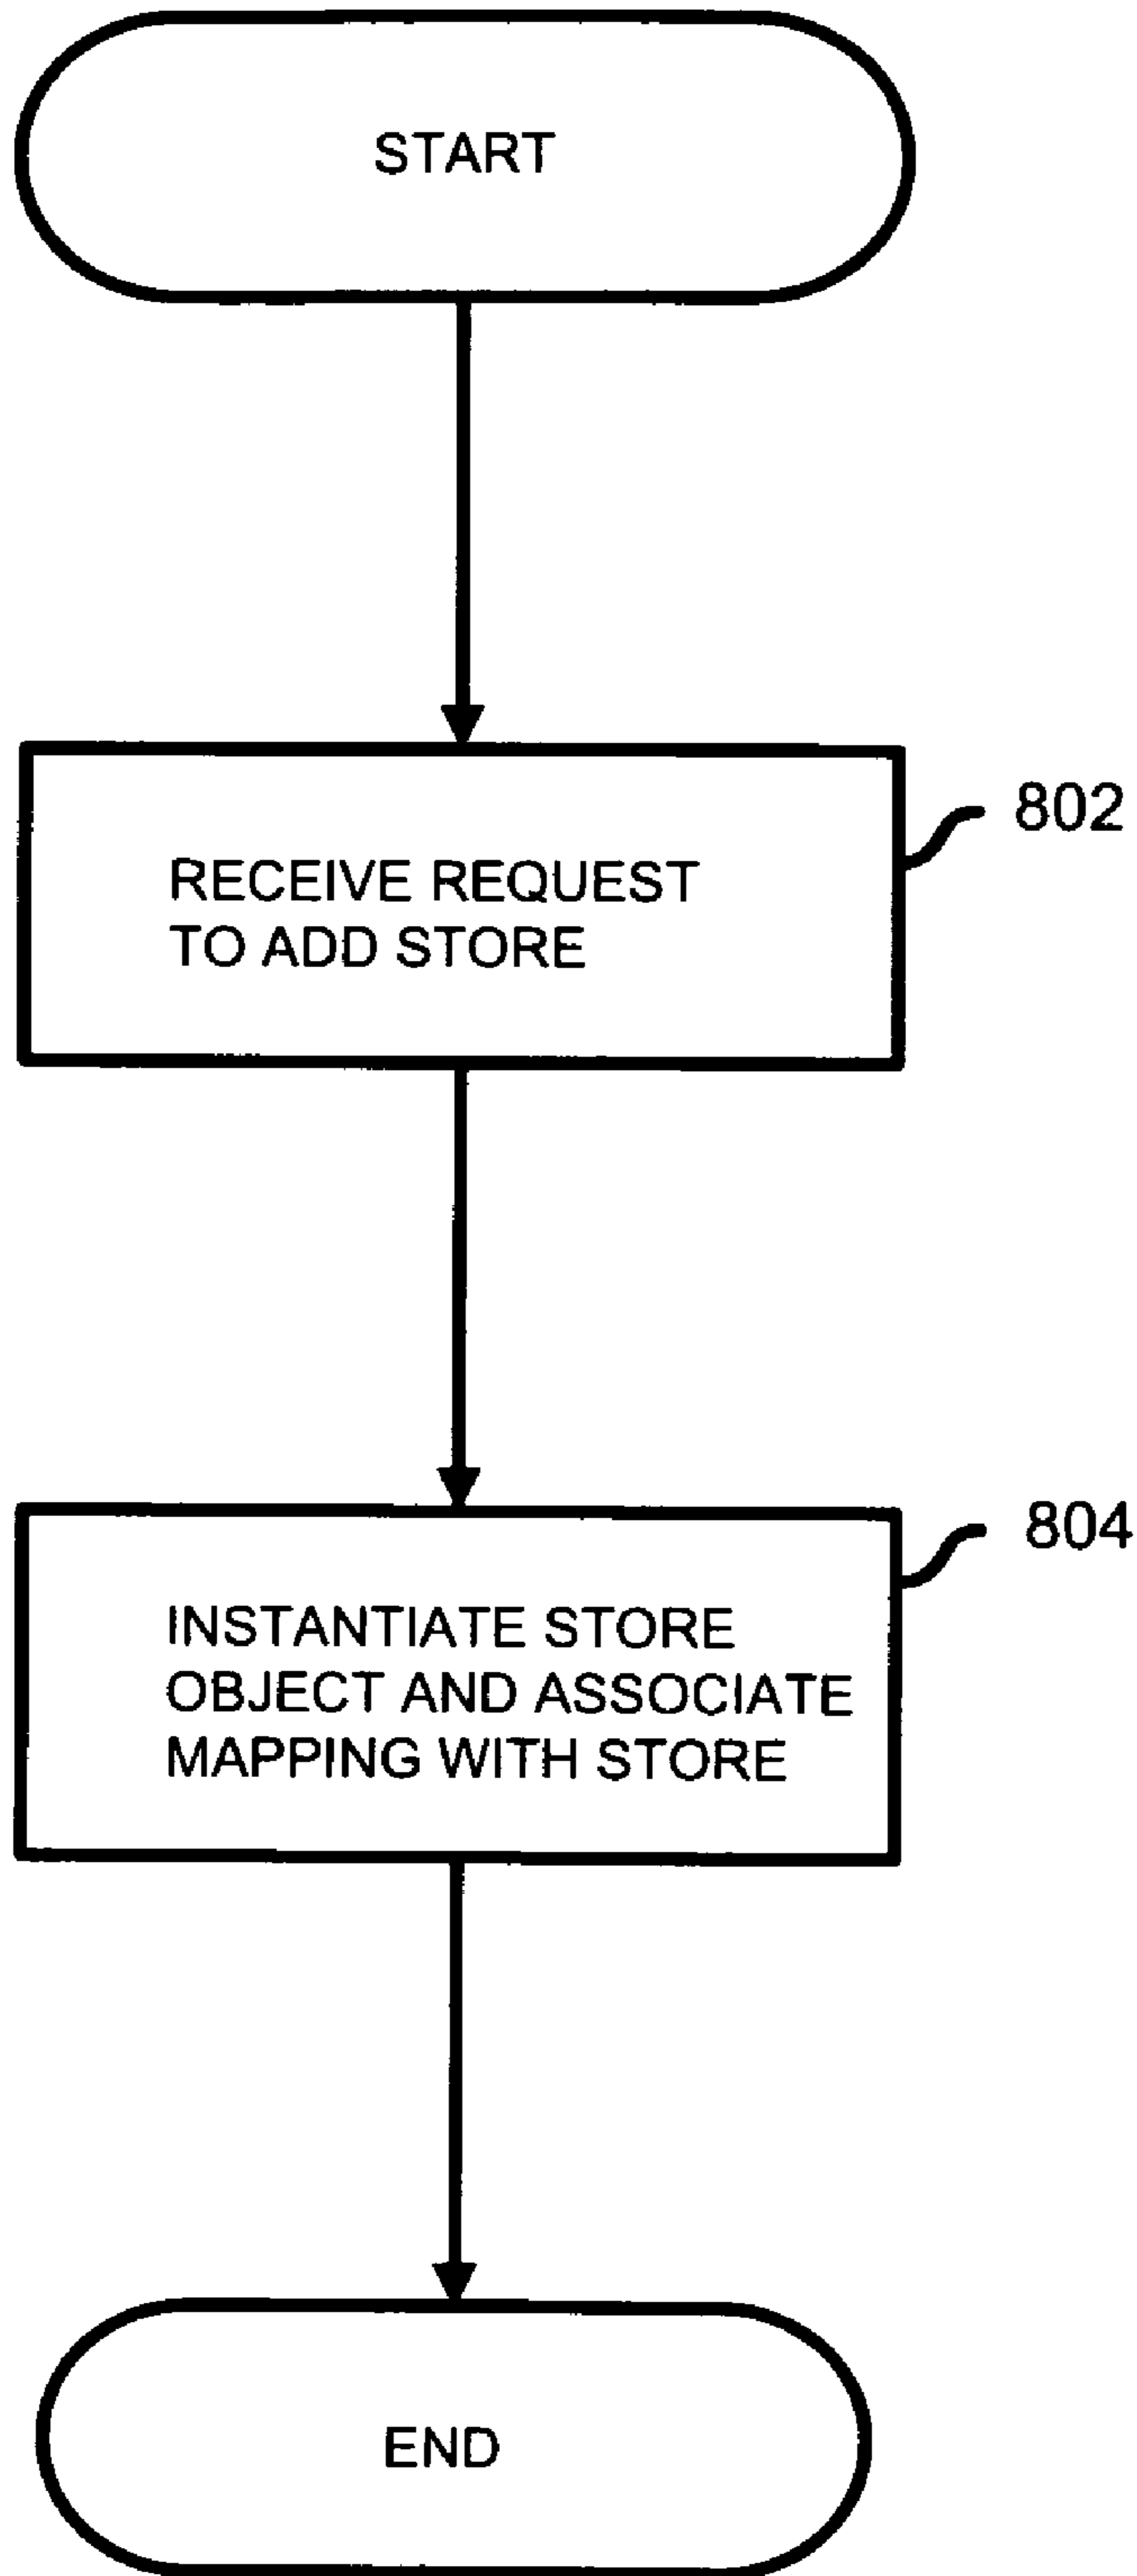 START
802
RECEIVE REQUEST
TO ADD STORE
804
INSTANTIATE STORE
OBJECT AND ASSOCIATE
MAPPING WITH STORE
END